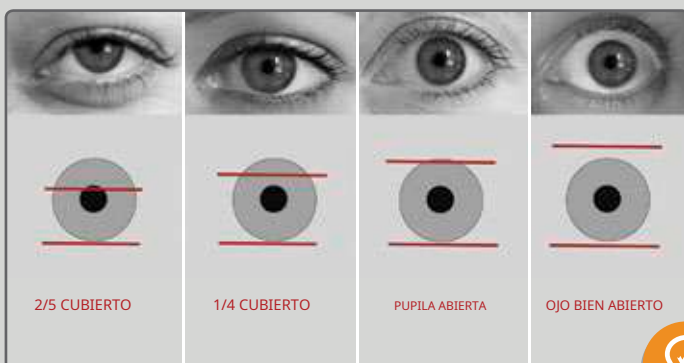 2/5 CUBIERTO
1/4 CUBIERTO
PUPILA ABIERTA
OJO BIEN ABIERTO